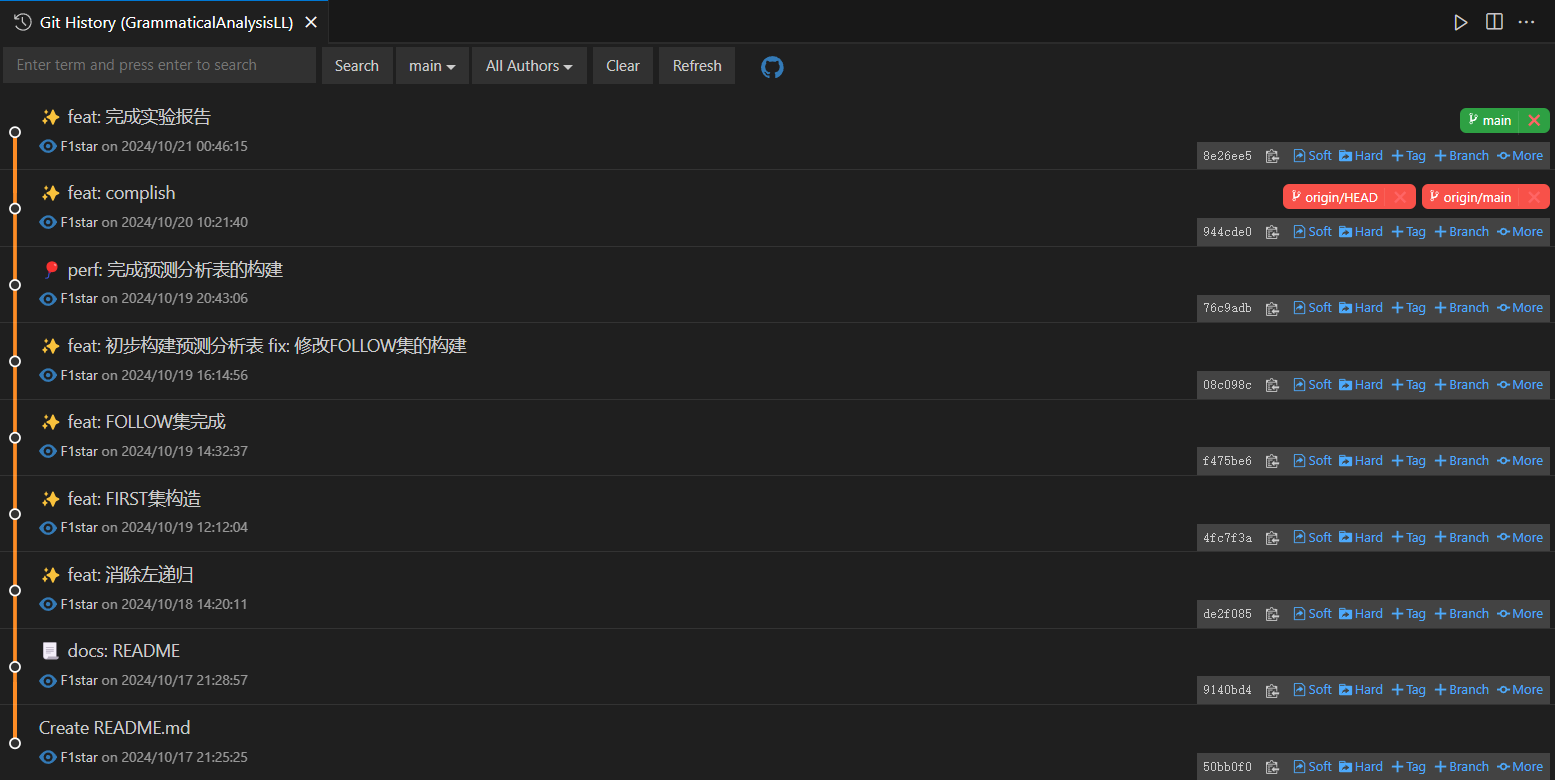 Git History (GrammaticalAnalysisLL)
Enter term and press enter to search Search main All Authors Clear Refresh
feat: 完成实验报告
main
F1star on 2024/10/21 00:46:15
8e26ee5 Soft Hard +Tag +Branch More
feat: complish
origin/HEAD origin/main
F1star on 2024/10/20 10:21:40
944cde0 Soft Hard +Tag +Branch More
perf: 完成预测分析表的构建
F1star on 2024/10/19 20:43:06
76c9adb Soft Hard +Tag +Branch More
feat: 初步构建预测分析表 fix: 修改FOLLOW集的构建
F1star on 2024/10/19 16:14:56
08c098c Soft Hard +Tag +Branch More
feat: FOLLOW集完成
F1star on 2024/10/19 14:32:37
f475be6 Soft Hard +Tag +Branch More
feat: FIRST集构造
F1star on 2024/10/19 12:12:04
4fc7f3a Soft Hard +Tag +Branch More
feat: 消除左递归
F1star on 2024/10/18 14:20:11
de2f085 Soft Hard +Tag +Branch More
docs: README
F1star on 2024/10/17 21:28:57
9140bd4 Soft Hard +Tag +Branch More
Create README.md
F1star on 2024/10/17 21:25:25
50bb0f0 Soft Hard +Tag +Branch More